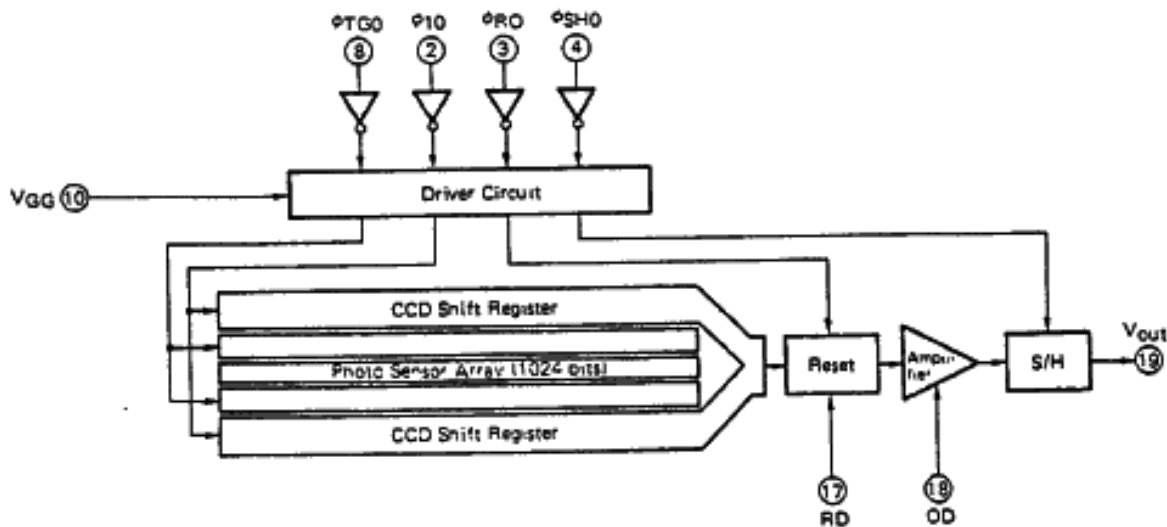 ΦTG0 Φ10 ΦR0 ΦSH0
8 2 3 4
VGG 10
Driver Circuit
CCD Shift Register
Photo Sensor Array (1024 bits)
CCD Shift Register
Reset
Amplifier
S/H
Vout
19
17
RD
18
OD